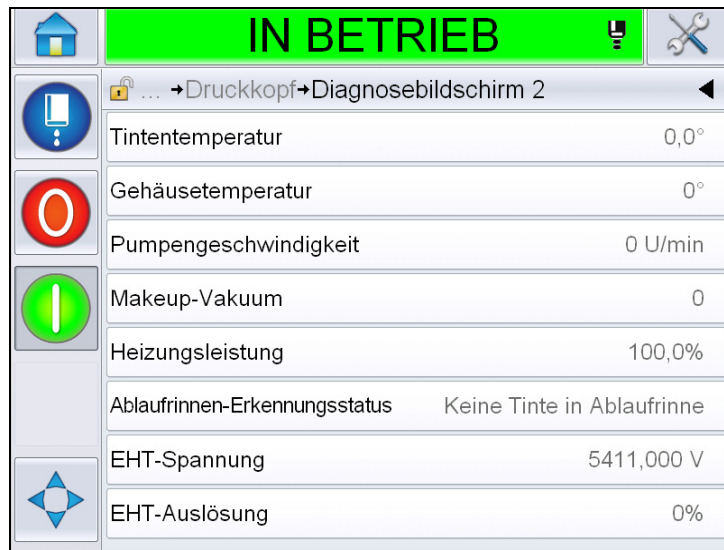 IN BETRIEB
... →Druckkopf→Diagnosebildschirm 2
Tintentemperatur 0,0°
Gehäusetemperatur 0°
Pumpengeschwindigkeit 0 U/min
Makeup-Vakuum 0
Heizungsleistung 100,0%
Ablaufrinnen-Erkennungsstatus Keine Tinte in Ablaufrinne
EHT-Spannung 5411,000 V
EHT-Auslösung 0%